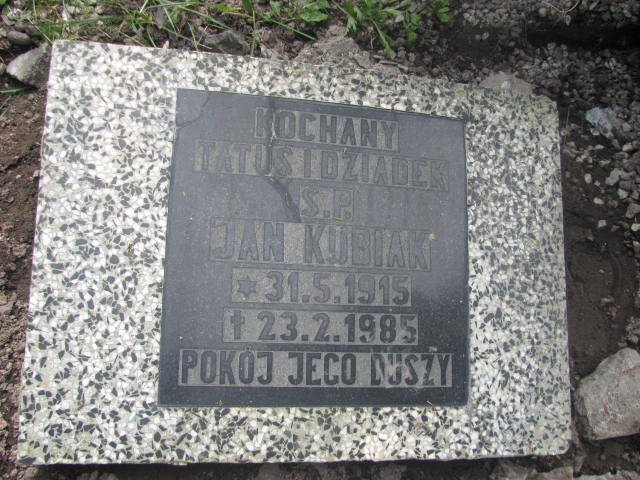 KOCHANY
TATUŚ I DZIADEK
Ś.P.
JAN KUBIAK
* 31.5.1915
† 23.2.1985
POKÓJ JEGO DUSZY